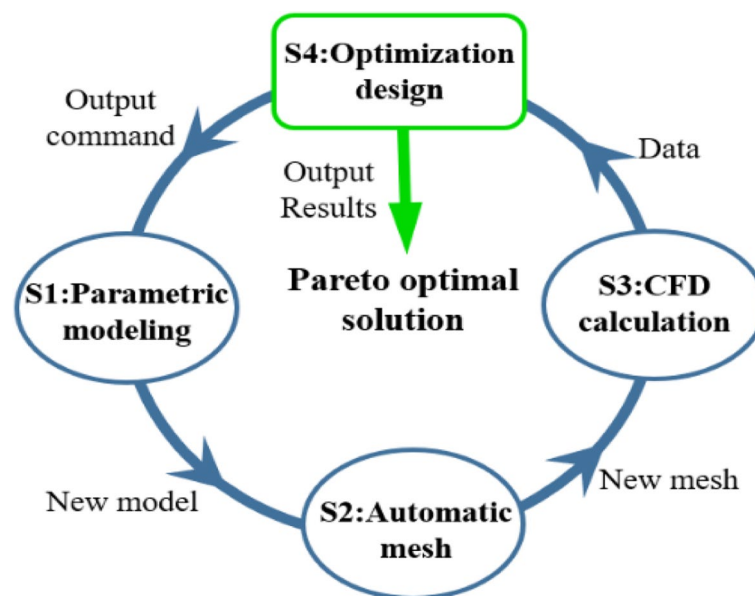 S4:Optimization
design
Output
command
Data
Output
Results
S1:Parametric
modeling
Pareto optimal
solution
S3:CFD
calculation
New model
New mesh
S2:Automatic
mesh